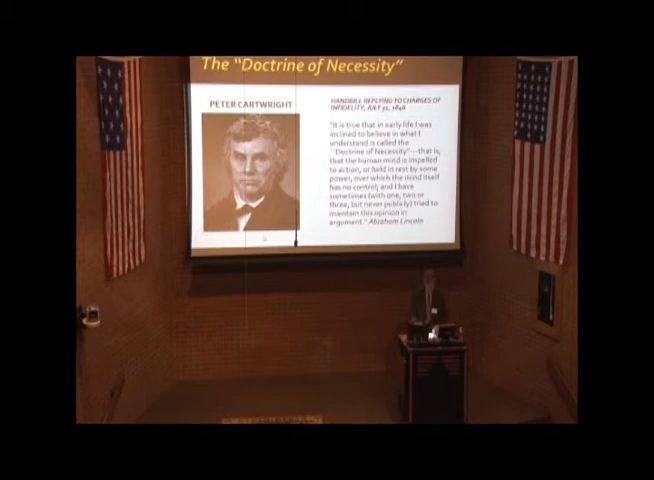 The "Doctrine of Necessity"
PETER CARTWRIGHT
HANDBILL REPLYING TO CHARGES OF
INFIDELITY, JULY 31, 1846
"It is true that in early life I was
inclined to believe in what I
understand is called the
"Doctrine of Necessity"—that is,
that the human mind is impelled
to action, or held in rest by some
power, over which the mind itself
has no control; and I have
sometimes (with one, two or
three, but never publicly) tried to
maintain this opinion in
argument." Abraham Lincoln